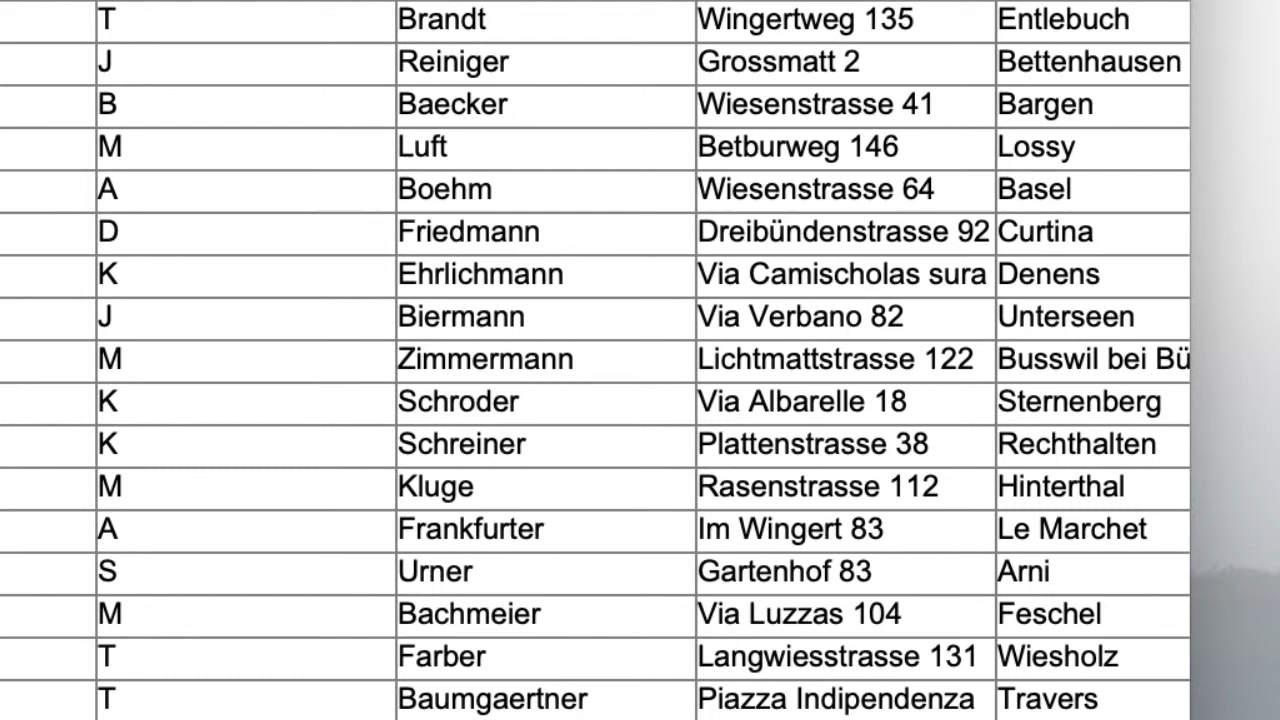 T Brandt Wingertweg 135 Entlebuch
J Reiniger Grossmatt 2 Bettenhausen
B Baecker Wiesenstrasse 41 Bargen
M Luft Betburweg 146 Lossy
A Boehm Wiesenstrasse 64 Basel
D Friedmann Dreibündenstrasse 92 Curtina
K Ehrlichmann Via Camischolas sura Denens
J Biermann Via Verbano 82 Unterseen
M Zimmermann Lichtmattstrasse 122 Busswil bei Bü
K Schroder Via Albarelle 18 Sternenberg
K Schreiner Plattenstrasse 38 Rechthalten
M Kluge Rasenstrasse 112 Hinterthal
A Frankfurter Im Wingert 83 Le Marchet
S Urner Gartenhof 83 Arni
M Bachmeier Via Luzzas 104 Feschel
T Farber Langwiesstrasse 131 Wiesholz
T Baumgaertner Piazza Indipendenza Travers